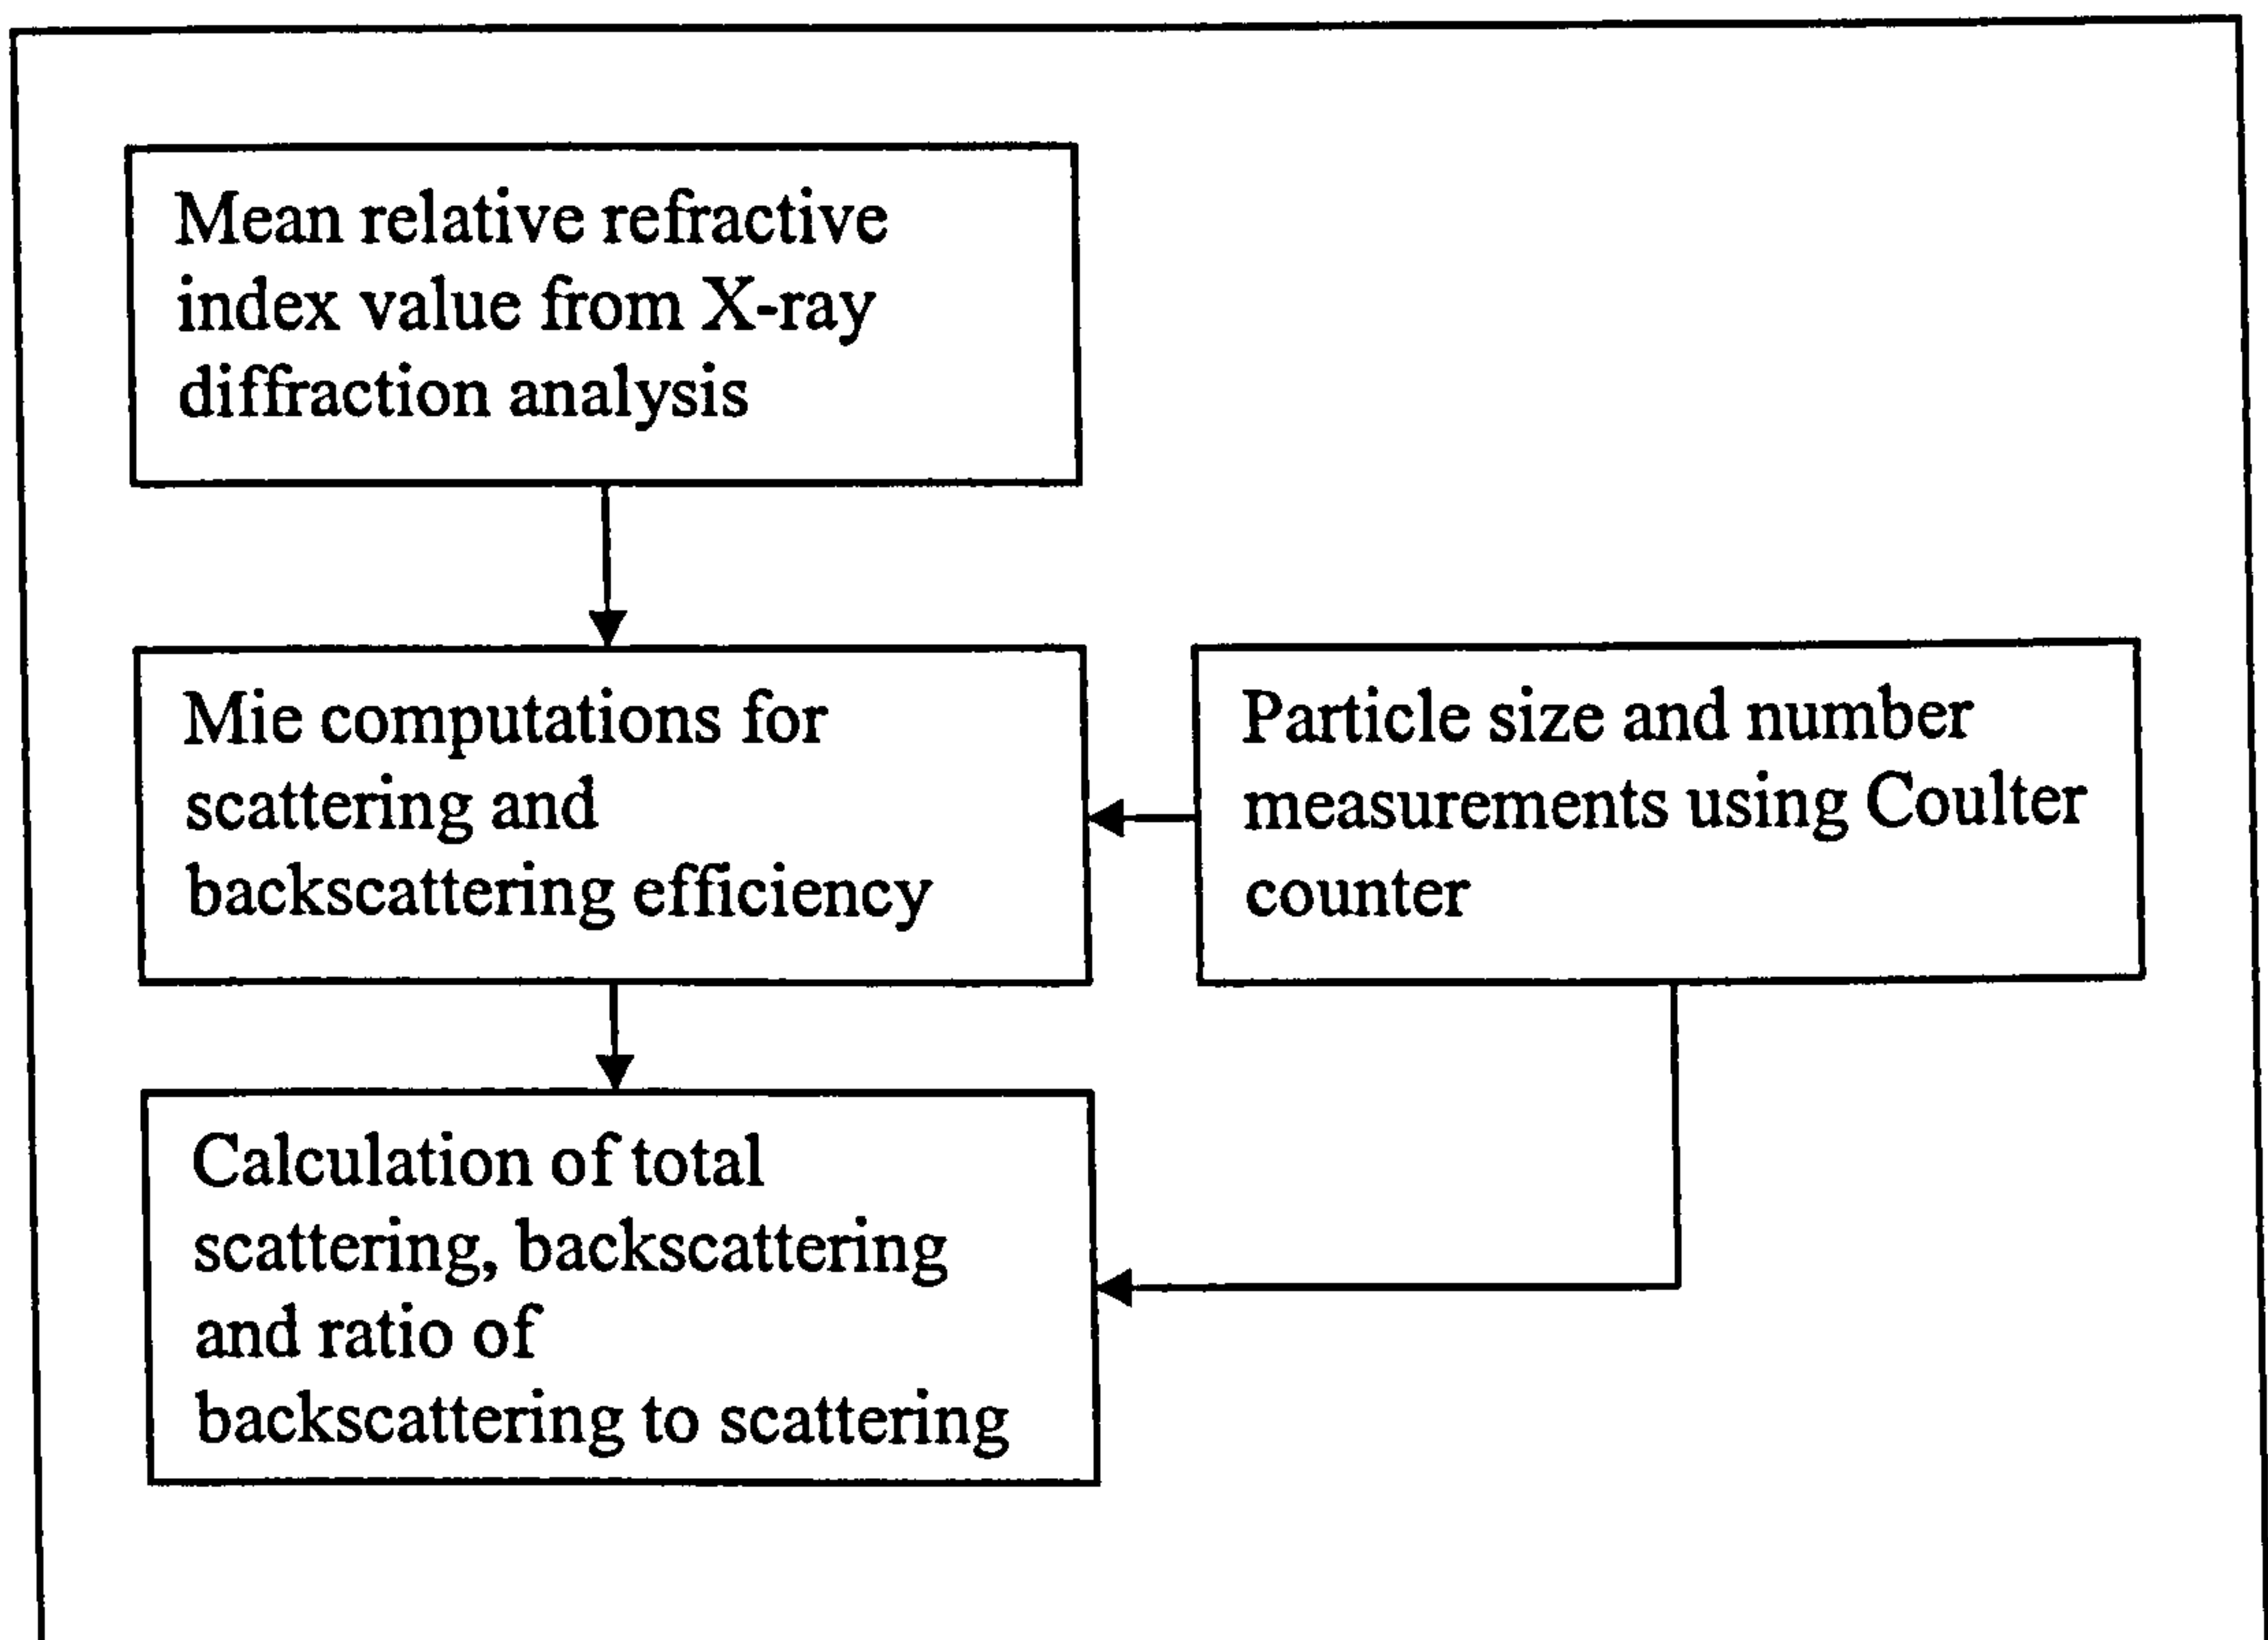 Mean relative refractive
index value from X-ray
diffraction analysis
Mie computations for
scattering and
backscattering efficiency
Particle size and number
measurements using Coulter
counter
Calculation of total
scattering, backscattering
and ratio of
backscattering to scattering